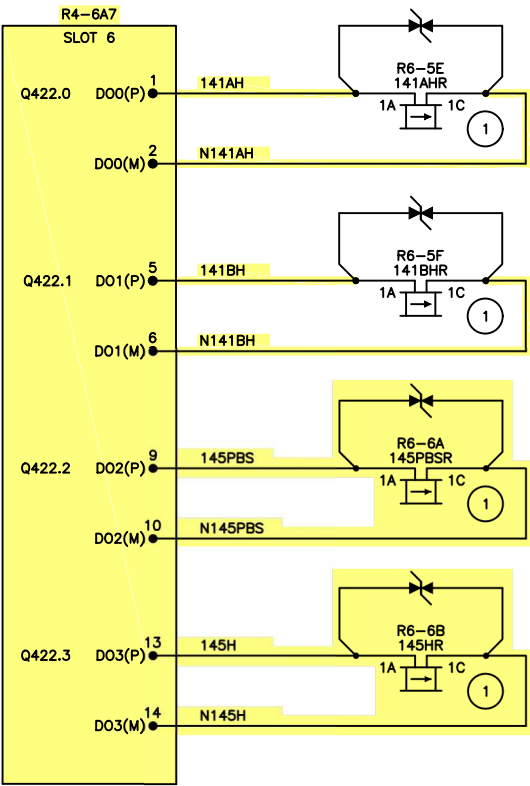 R4-6A7
SLOT 6
Q422.0 DO0(P) 1 141AH
R6-5E
141AHR
1A 1C
1
DO0(M) 2 N141AH
Q422.1 DO1(P) 5 141BH
R6-5F
141BHR
1A 1C
1
DO1(M) 6 N141BH
Q422.2 DO2(P) 9 145PBS
R6-6A
145PBSR
1A 1C
1
DO2(M) 10 N145PBS
Q422.3 DO3(P) 13 145H
R6-6B
145HR
1A 1C
1
DO3(M) 14 N145H